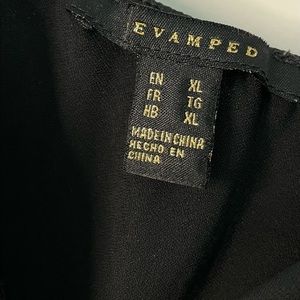 EVAMPED
EN XL
FR TG
HB XL
MADE IN CHINA
HECHO EN
CHINA